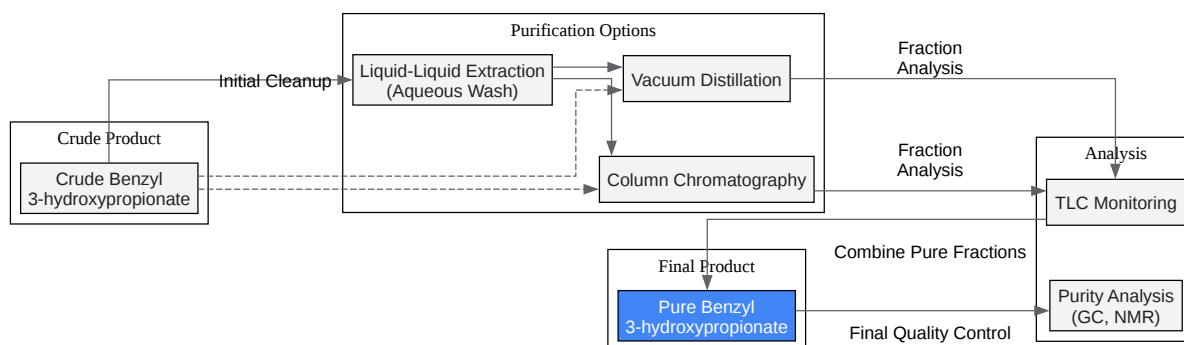 Purification Options
Fraction
Analysis
Liquid-Liquid Extraction
(Aqueous Wash)
Vacuum Distillation
Initial Cleanup
Crude Product
Crude Benzyl
3-hydroxypropionate
Column Chromatography
Fraction
Analysis
Analysis
TLC Monitoring
Combine Pure Fractions
Final Product
Pure Benzyl
3-hydroxypropionate
Final Quality Control
Purity Analysis
(GC, NMR)